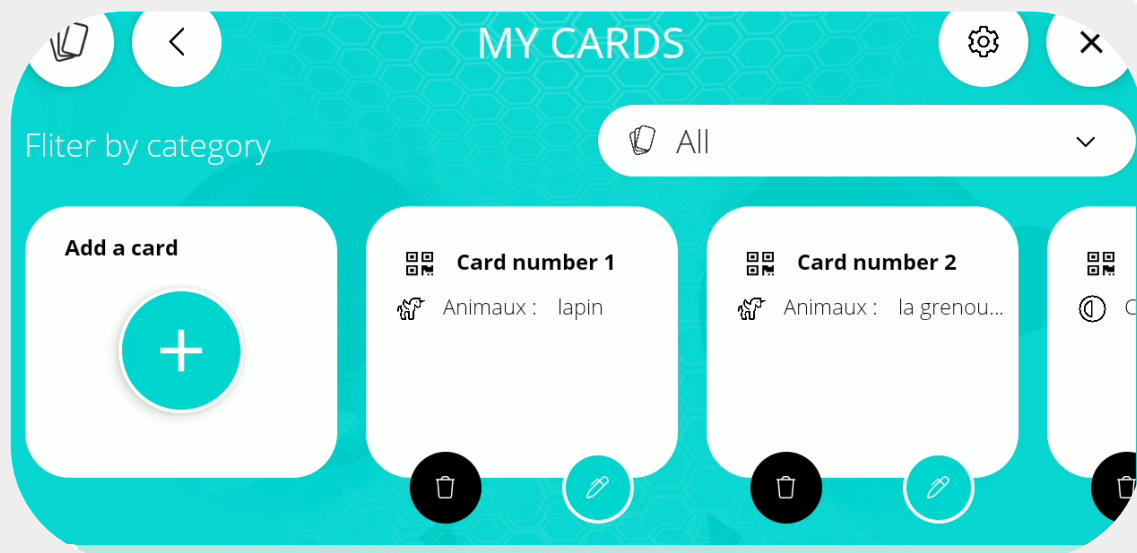 MY CARDS
Fliter by category
All
Add a card
Card number 1
Animaux : lapin
Card number 2
Animaux : la grenou...